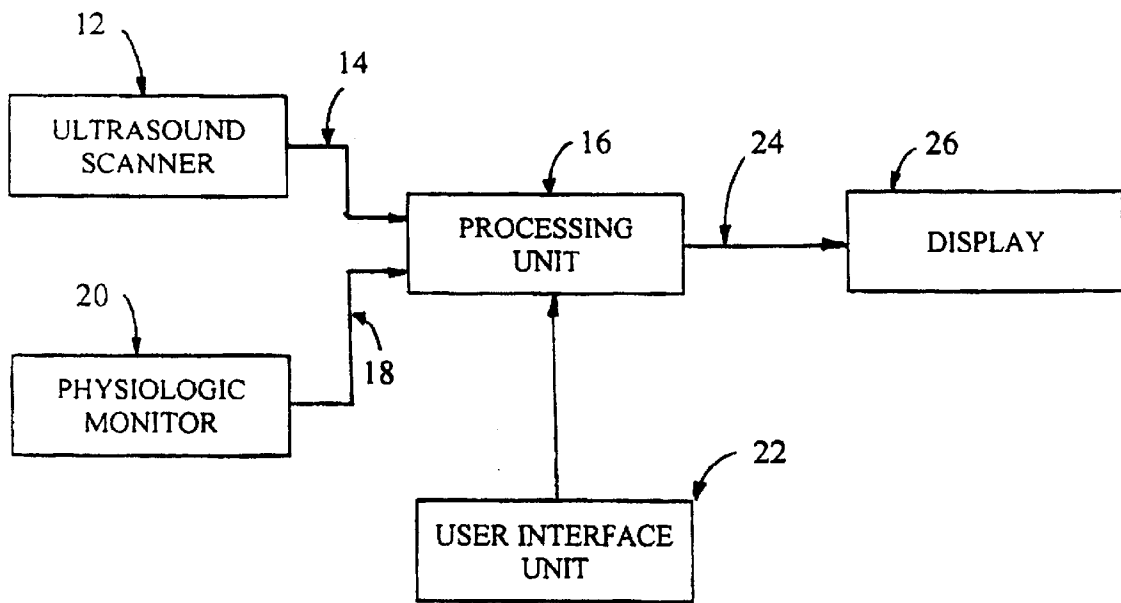 12
14
ULTRASOUND
SCANNER
16
24
26
PROCESSING
UNIT
DISPLAY
20
18
PHYSIOLOGIC
MONITOR
22
USER INTERFACE
UNIT